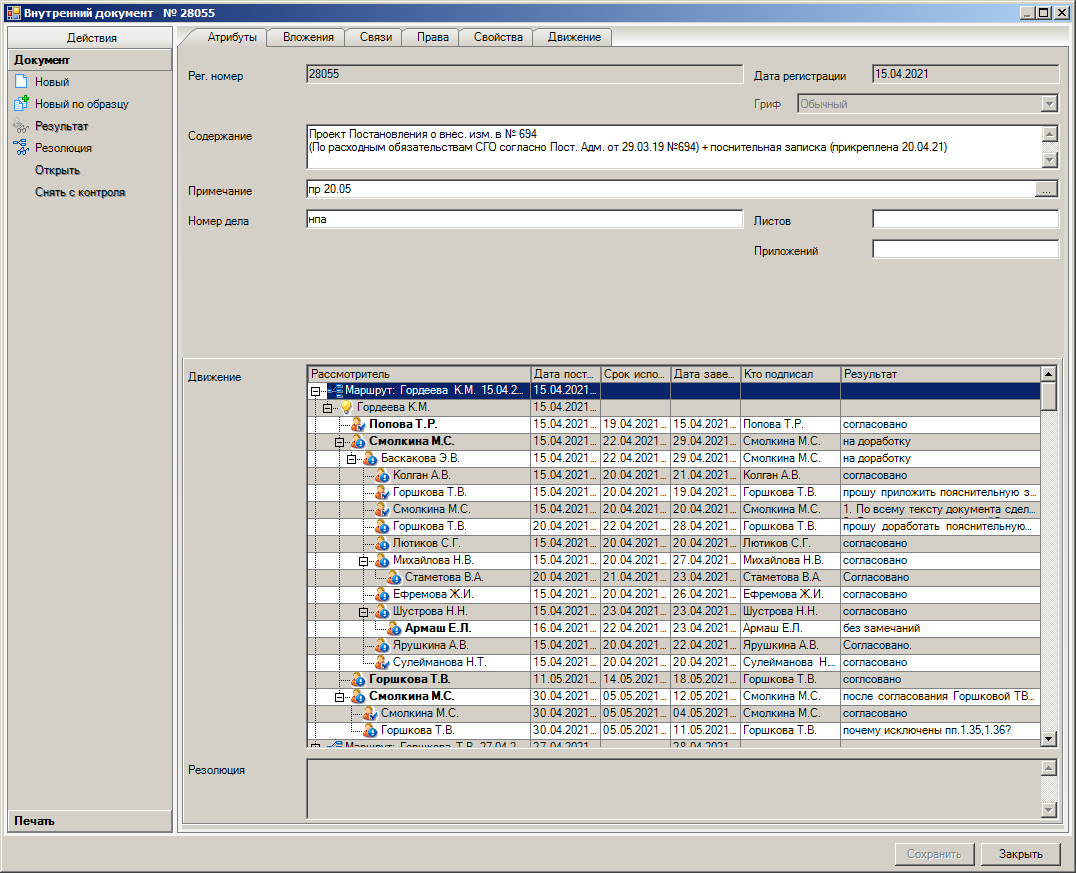 Внутренний документ № 28055
Действия
Документ
Новый
Новый по образцу
Результат
Резолюция
Открыть
Снять с контроля
Печать
Атрибуты Вложения Связи Права Свойства Движение
Рег. номер 28055 Дата регистрации 15.04.2021
Гриф Обычный
Содержание Проект Постановления о внес. изм. в № 694
(По расходным обязательствам СГО согласно Пост. Адм. от 29.03.19 №694) + поснительная записка (прикреплена 20.04.21)
Примечание пр 20.05 ...
Номер дела нпа Листов
Приложений
Движение
Рассмотритель Дата пост... Срок испо... Дата заве... Кто подписал Результат
Маршрут: Гордеева К.М. 15.04.2... 15.04.2021...
Гордеева К.М. 15.04.2021...
Попова Т.Р. 15.04.2021... 19.04.2021... 15.04.2021... Попова Т.Р. согласовано
Смолкина М.С. 15.04.2021... 22.04.2021... 29.04.2021... Смолкина М.С. на доработку
Баскакова Э.В. 15.04.2021... 22.04.2021... 29.04.2021... Смолкина М.С. на доработку
Колган А.В. 15.04.2021... 20.04.2021... 21.04.2021... Колган А.В. согласовано
Горшкова Т.В. 15.04.2021... 20.04.2021... 19.04.2021... Горшкова Т.В. прошу приложить пояснительную з...
Смолкина М.С. 15.04.2021... 20.04.2021... 20.04.2021... Смолкина М.С. 1. По всему тексту документа сдел...
Горшкова Т.В. 20.04.2021... 22.04.2021... 28.04.2021... Горшкова Т.В. прошу доработать пояснительную...
Лютиков С.Г. 15.04.2021... 20.04.2021... 20.04.2021... Лютиков С.Г. согласовано
Михайлова Н.В. 15.04.2021... 20.04.2021... 27.04.2021... Михайлова Н.В. согласовано
Стаметова В.А. 20.04.2021... 21.04.2021... 23.04.2021... Стаметова В.А. Согласовано
Ефремова Ж.И. 15.04.2021... 20.04.2021... 26.04.2021... Ефремова Ж.И. согласовано
Шустрова Н.Н. 15.04.2021... 23.04.2021... 23.04.2021... Шустрова Н.Н. согласовано
Армаш Е.Л. 16.04.2021... 22.04.2021... 23.04.2021... Армаш Е.Л. без замечаний
Ярушкина А.В. 15.04.2021... 20.04.2021... 22.04.2021... Ярушкина А.В. Согласовано.
Сулейманова Н.Т. 15.04.2021... 20.04.2021... 20.04.2021... Сулейманова Н... согласовано
Горшкова Т.В. 11.05.2021... 14.05.2021... 18.05.2021... Горшкова Т.В. соглсовано
Смолкина М.С. 30.04.2021... 05.05.2021... 12.05.2021... Смолкина М.С. после согласования Горшковой ТВ...
Смолкина М.С. 30.04.2021... 05.05.2021... 04.05.2021... Смолкина М.С. согласовано
Горшкова Т.В. 30.04.2021... 05.05.2021... 11.05.2021... Горшкова Т.В. почему исключены пп.1.35,1.36?
Маршрут: Горшкова Т.В. 27.04.2... 27.04.2021... 28.04.2021...
Резолюция
Сохранить Закрыть